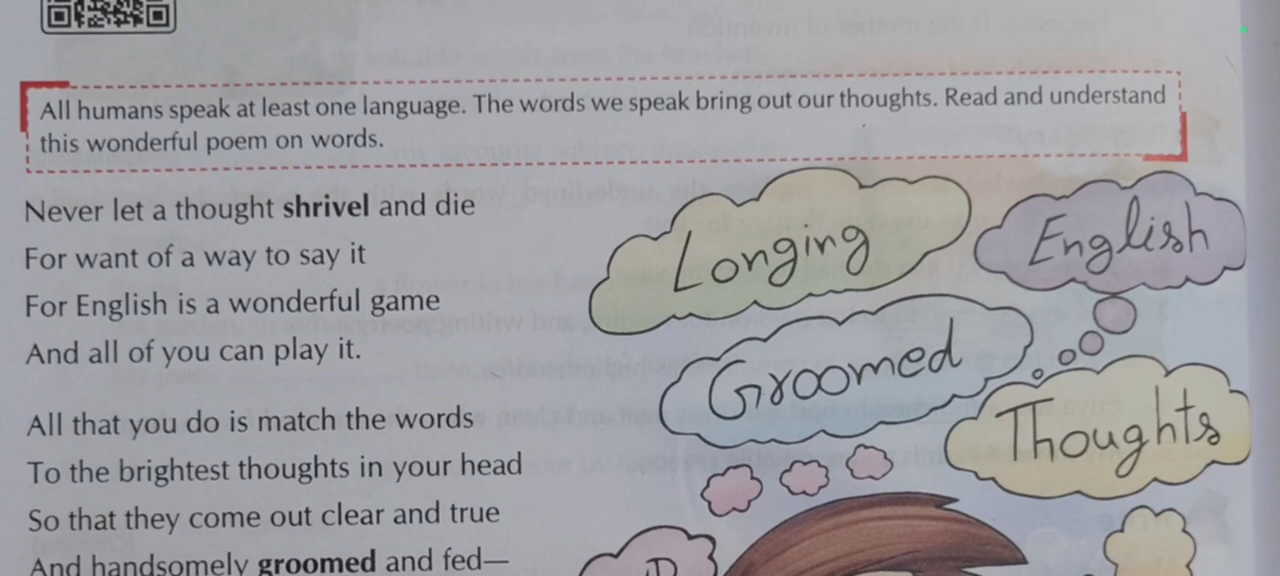 All humans speak at least one language. The words we speak bring out our thoughts. Read and understand
this wonderful poem on words.
Never let a thought shrivel and die
For want of a way to say it
For English is a wonderful game
And all of you can play it.
All that you do is match the words
To the brightest thoughts in your head
So that they come out clear and true
And handsomely groomed and fed—
Longing
English
Groomed
Thoughts